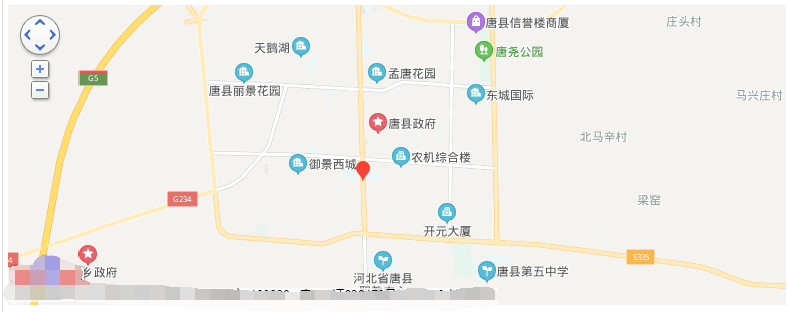 唐县信誉楼商厦
庄头村
天鹅湖
唐尧公园
G5
孟唐花园
唐县丽景花园
东城国际
马兴庄村
唐县政府
北马辛村
农机综合楼
御景西城
G234
梁窑
开元大厦
乡政府
河北省唐县
唐县第五中学
S335
4